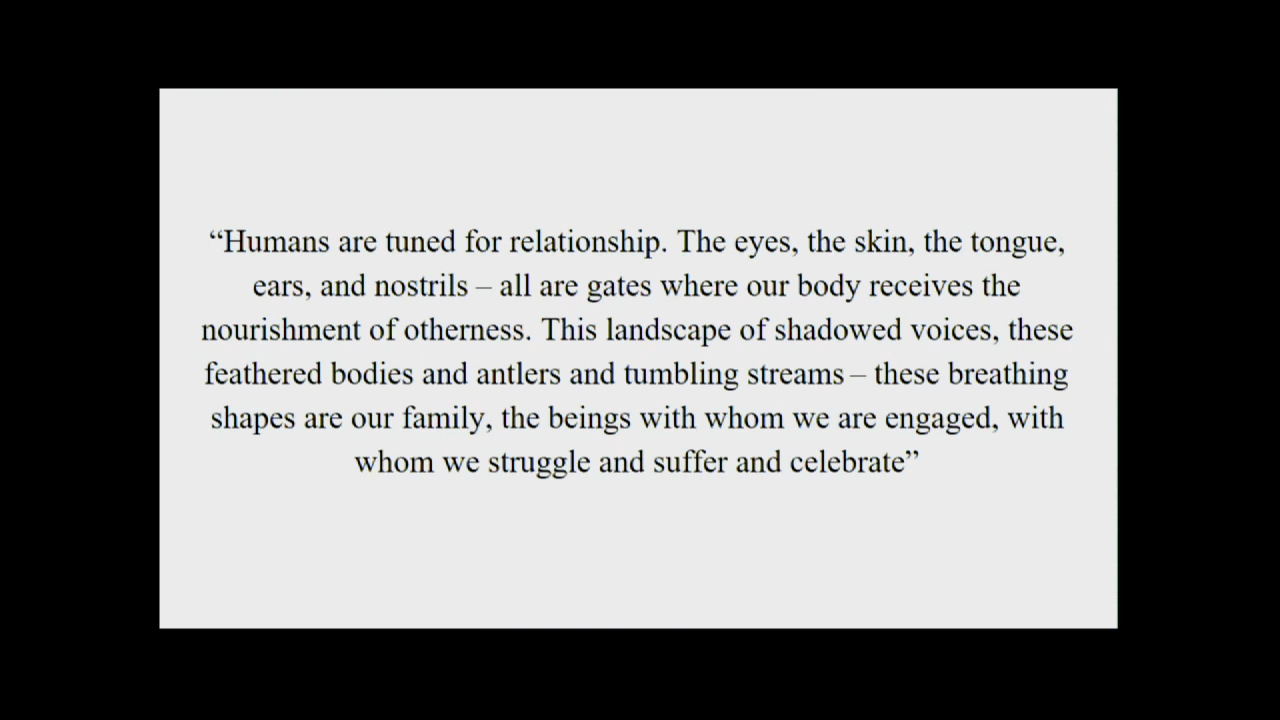 “Humans are tuned for relationship. The eyes, the skin, the tongue,
ears, and nostrils – all are gates where our body receives the
nourishment of otherness. This landscape of shadowed voices, these
feathered bodies and antlers and tumbling streams – these breathing
shapes are our family, the beings with whom we are engaged, with
whom we struggle and suffer and celebrate”